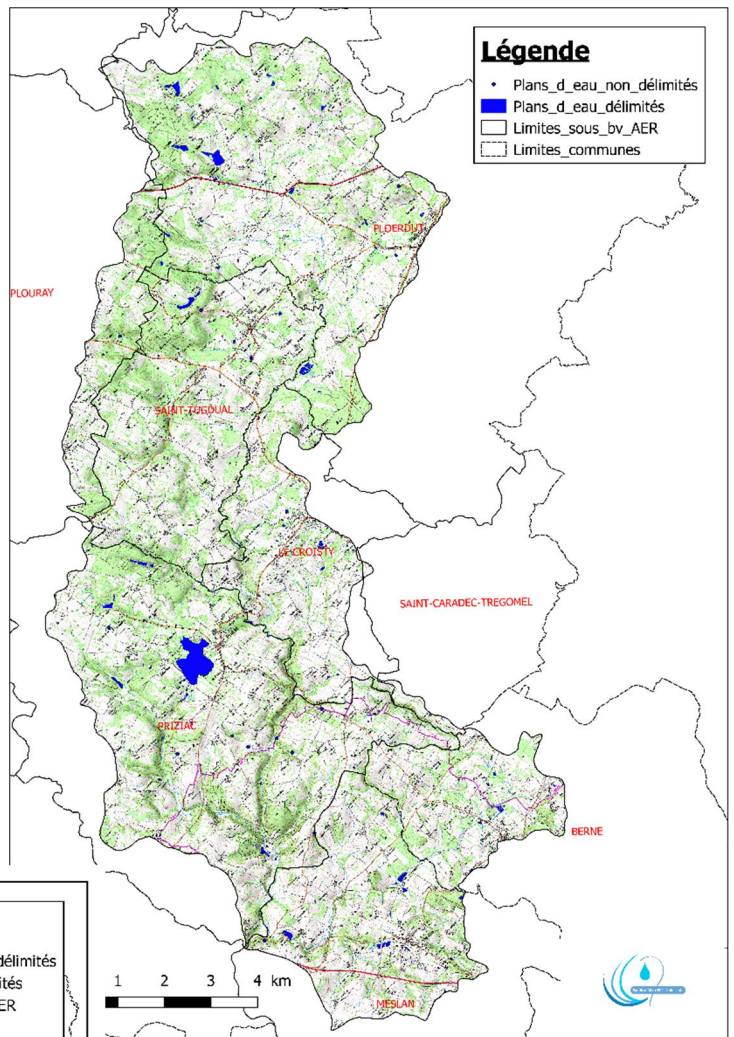 Légende
Plans_d_eau_non_délimités
Plans_d_eau_délimités
Limites_sous_bv_AER
Limites_communes
PLOERDUT
PLOURAY
SAINT-TUGDUAL
LE CROISTY
SAINT-CARADEC-TREGOMEL
PRIZIAC
BERNE
délimités
ités
ER
1 2 3 4 km
MESLAN